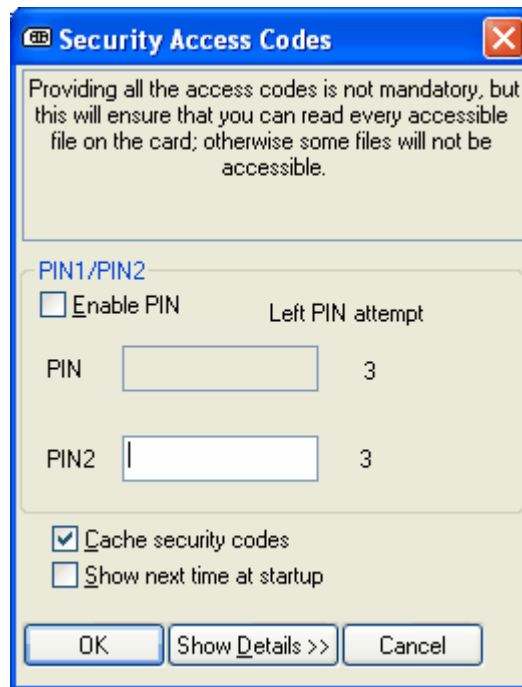 Security Access Codes
Providing all the access codes is not mandatory, but
this will ensure that you can read every accessible
file on the card; otherwise some files will not be
accessible.
PIN1/PIN2
Enable PIN
Left PIN attempt
PIN
3
PIN2
3
Cache security codes
Show next time at startup
OK
Show Details >>
Cancel